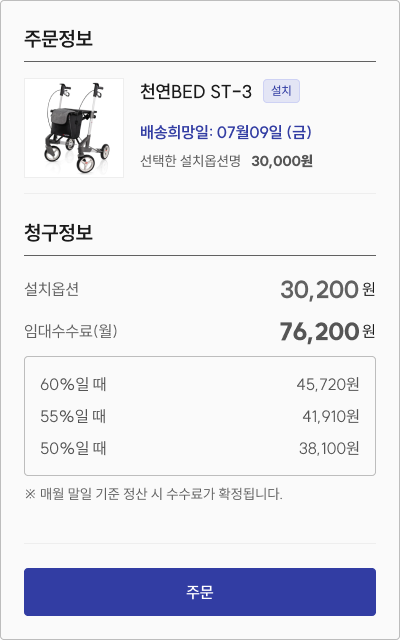 주문정보
천연BED ST-3 설치
배송희망일: 07월09일 (금)
선택한 설치옵션명 30,000원
청구정보
설치옵션 30,200 원
임대수수료(월) 76,200 원
60%일 때 45,720원
55%일 때 41,910원
50%일 때 38,100원
※ 매월 말일 기준 정산 시 수수료가 확정됩니다.
주문